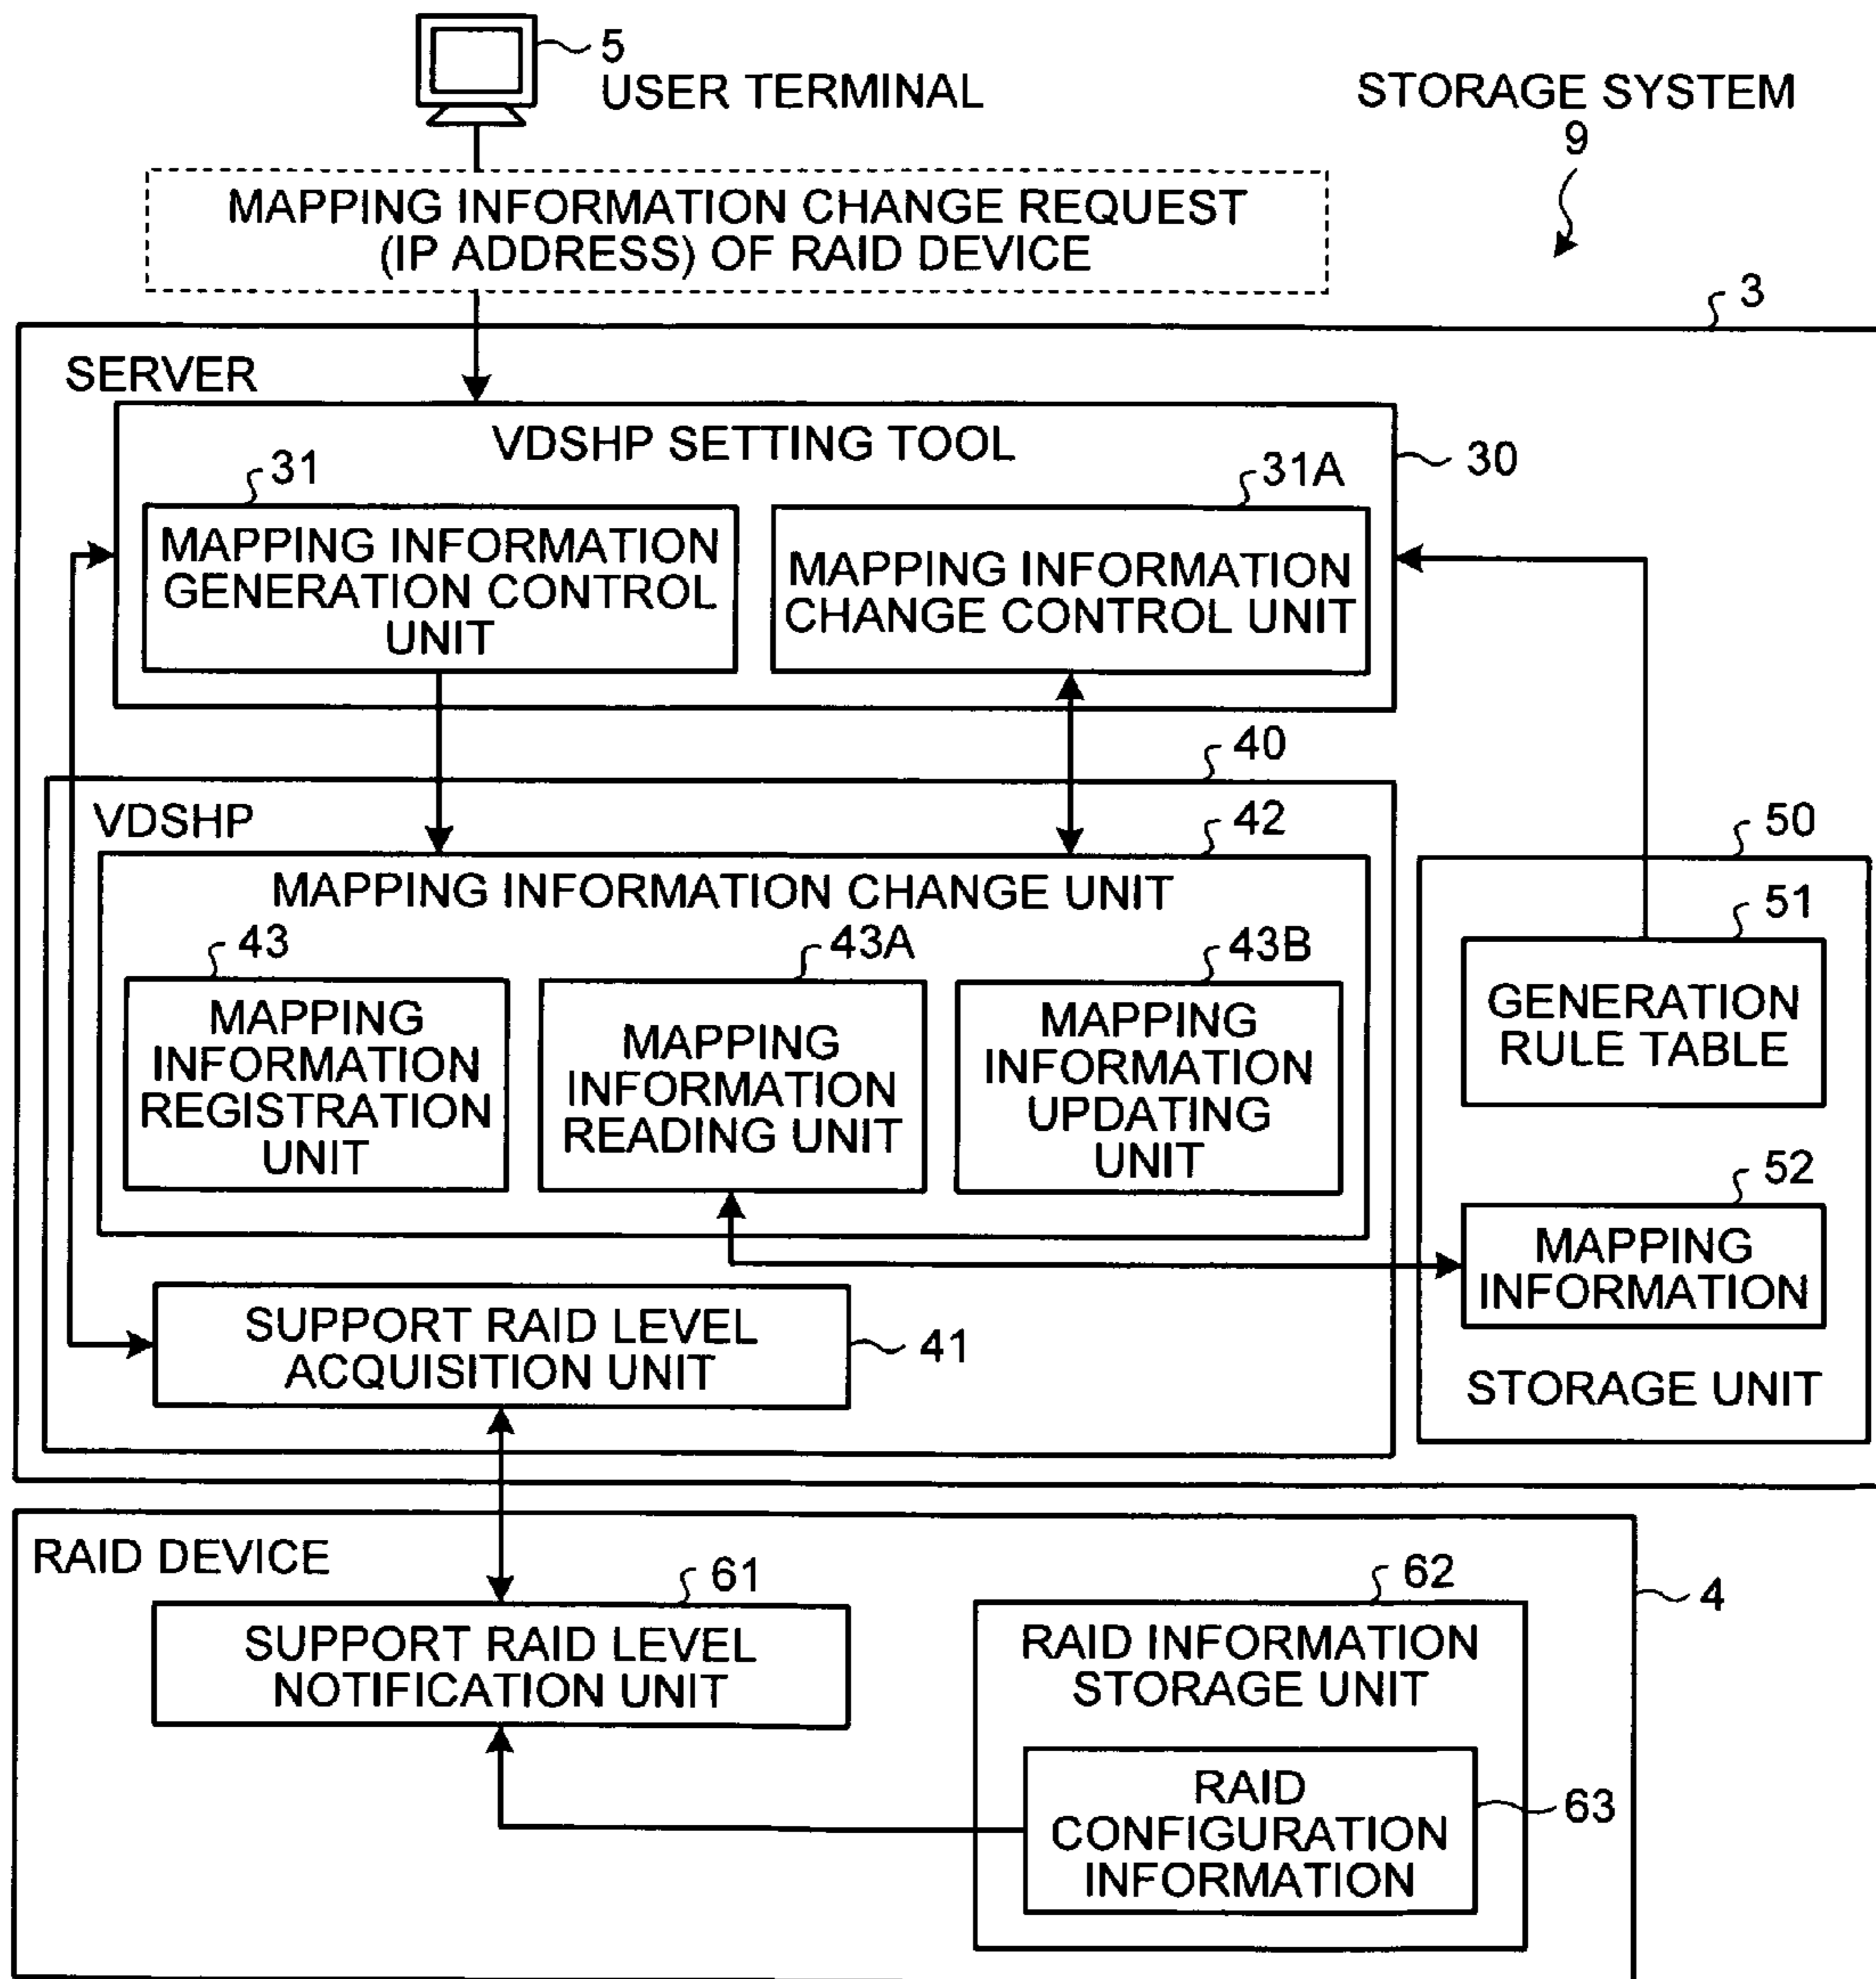 5
USER TERMINAL
STORAGE SYSTEM
9
MAPPING INFORMATION CHANGE REQUEST
(IP ADDRESS) OF RAID DEVICE
3
SERVER
VDSHP SETTING TOOL
30
31
31A
MAPPING INFORMATION
GENERATION CONTROL
UNIT
MAPPING INFORMATION
CHANGE CONTROL UNIT
40
VDSHP
42
50
MAPPING INFORMATION CHANGE UNIT
51
43
43A
43B
MAPPING
INFORMATION
REGISTRATION
UNIT
MAPPING
INFORMATION
READING UNIT
MAPPING
INFORMATION
UPDATING
UNIT
GENERATION
RULE TABLE
52
MAPPING
INFORMATION
SUPPORT RAID LEVEL
ACQUISITION UNIT
41
STORAGE UNIT
RAID DEVICE
61
62
4
SUPPORT RAID LEVEL
NOTIFICATION UNIT
RAID INFORMATION
STORAGE UNIT
RAID
CONFIGURATION
INFORMATION
63